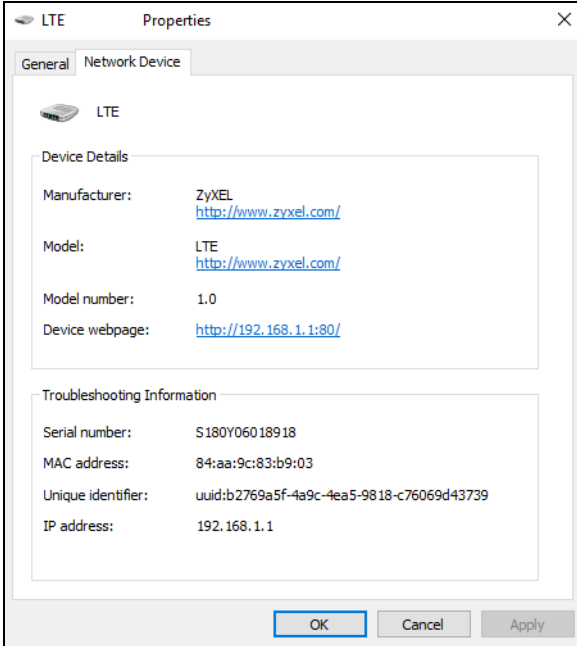 LTE Properties
General Network Device
LTE
Device Details
Manufacturer: ZyXEL
http://www.zyxel.com/
Model: LTE
http://www.zyxel.com/
Model number: 1.0
Device webpage: http://192.168.1.1:80/
Troubleshooting Information
Serial number: S180Y06018918
MAC address: 84:aa:9c:83:b9:03
Unique identifier: uuid:b2769a5f-4a9c-4ea5-9818-c76069d43739
IP address: 192.168.1.1
OK Cancel Apply